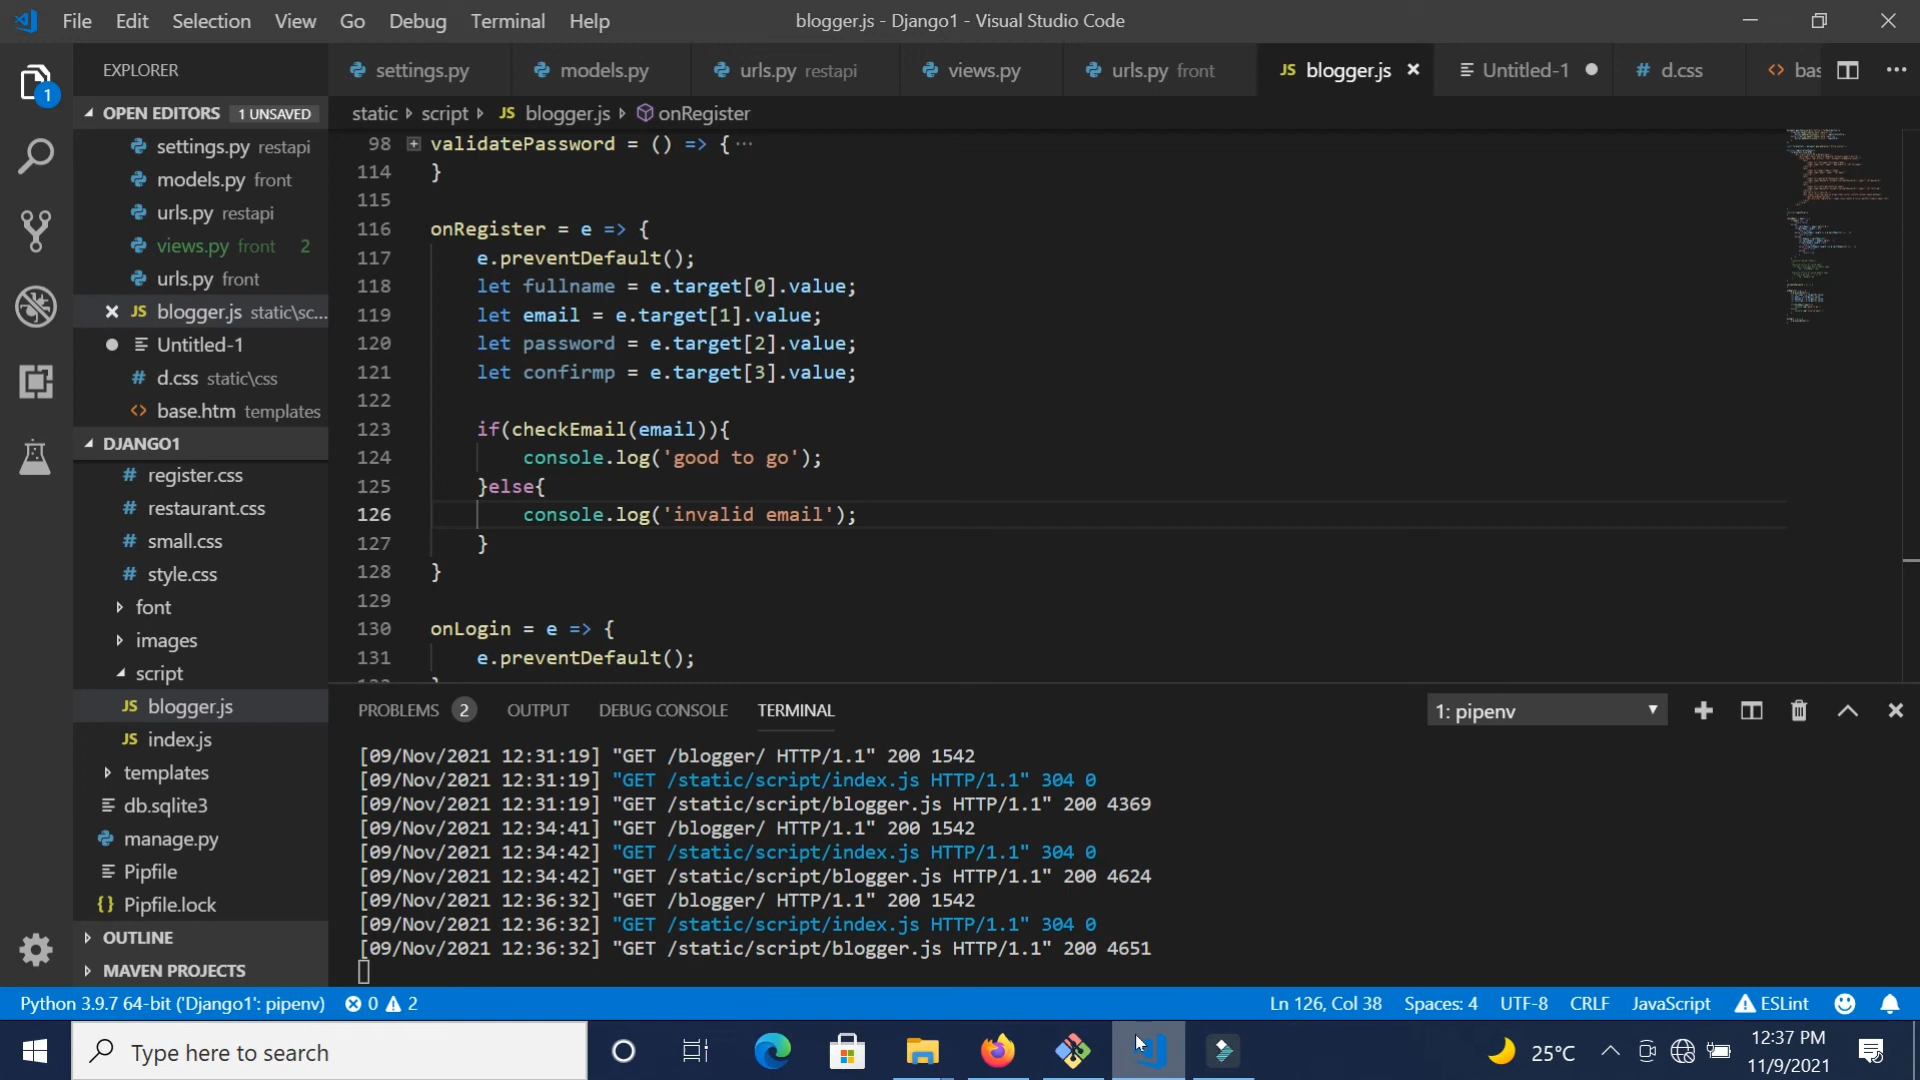 File Edit Selection View Go Debug Terminal Help
blogger.js - Django1 - Visual Studio Code
EXPLORER
settings.py
models.py
urls.py restapi
views.py
urls.py front
JS blogger.js
Untitled-1
# d.css
<> bas
1
OPEN EDITORS 1 UNSAVED
settings.py restapi
models.py front
urls.py restapi
views.py front 2
urls.py front
JS blogger.js static\sc...
Untitled-1
# d.css static\css
<> base.htm templates
DJANGO1
# register.css
# restaurant.css
# small.css
# style.css
font
images
script
JS blogger.js
JS index.js
templates
db.sqlite3
manage.py
Pipfile
{} Pipfile.lock
OUTLINE
MAVEN PROJECTS
static script JS blogger.js onRegister
98 validatePassword = () => {...
114 }
115
116 onRegister = e => {
117 e.preventDefault();
118 let fullname = e.target[0].value;
119 let email = e.target[1].value;
120 let password = e.target[2].value;
121 let confirmp = e.target[3].value;
122
123 if(checkEmail(email)){
124 console.log('good to go');
125 }else{
126 console.log('invalid email');
127 }
128 }
129
130 onLogin = e => {
131 e.preventDefault();
PROBLEMS 2 OUTPUT DEBUG CONSOLE TERMINAL
1: pipenv
[09/Nov/2021 12:31:19] "GET /blogger/ HTTP/1.1" 200 1542
[09/Nov/2021 12:31:19] "GET /static/script/index.js HTTP/1.1" 304 0
[09/Nov/2021 12:31:19] "GET /static/script/blogger.js HTTP/1.1" 200 4369
[09/Nov/2021 12:34:41] "GET /blogger/ HTTP/1.1" 200 1542
[09/Nov/2021 12:34:42] "GET /static/script/index.js HTTP/1.1" 304 0
[09/Nov/2021 12:34:42] "GET /static/script/blogger.js HTTP/1.1" 200 4624
[09/Nov/2021 12:36:32] "GET /blogger/ HTTP/1.1" 200 1542
[09/Nov/2021 12:36:32] "GET /static/script/index.js HTTP/1.1" 304 0
[09/Nov/2021 12:36:32] "GET /static/script/blogger.js HTTP/1.1" 200 4651
Python 3.9.7 64-bit ('Django1': pipenv) 0 2
Ln 126, Col 38 Spaces: 4 UTF-8 CRLF JavaScript ESLint
Type here to search
25°C
12:37 PM
11/9/2021